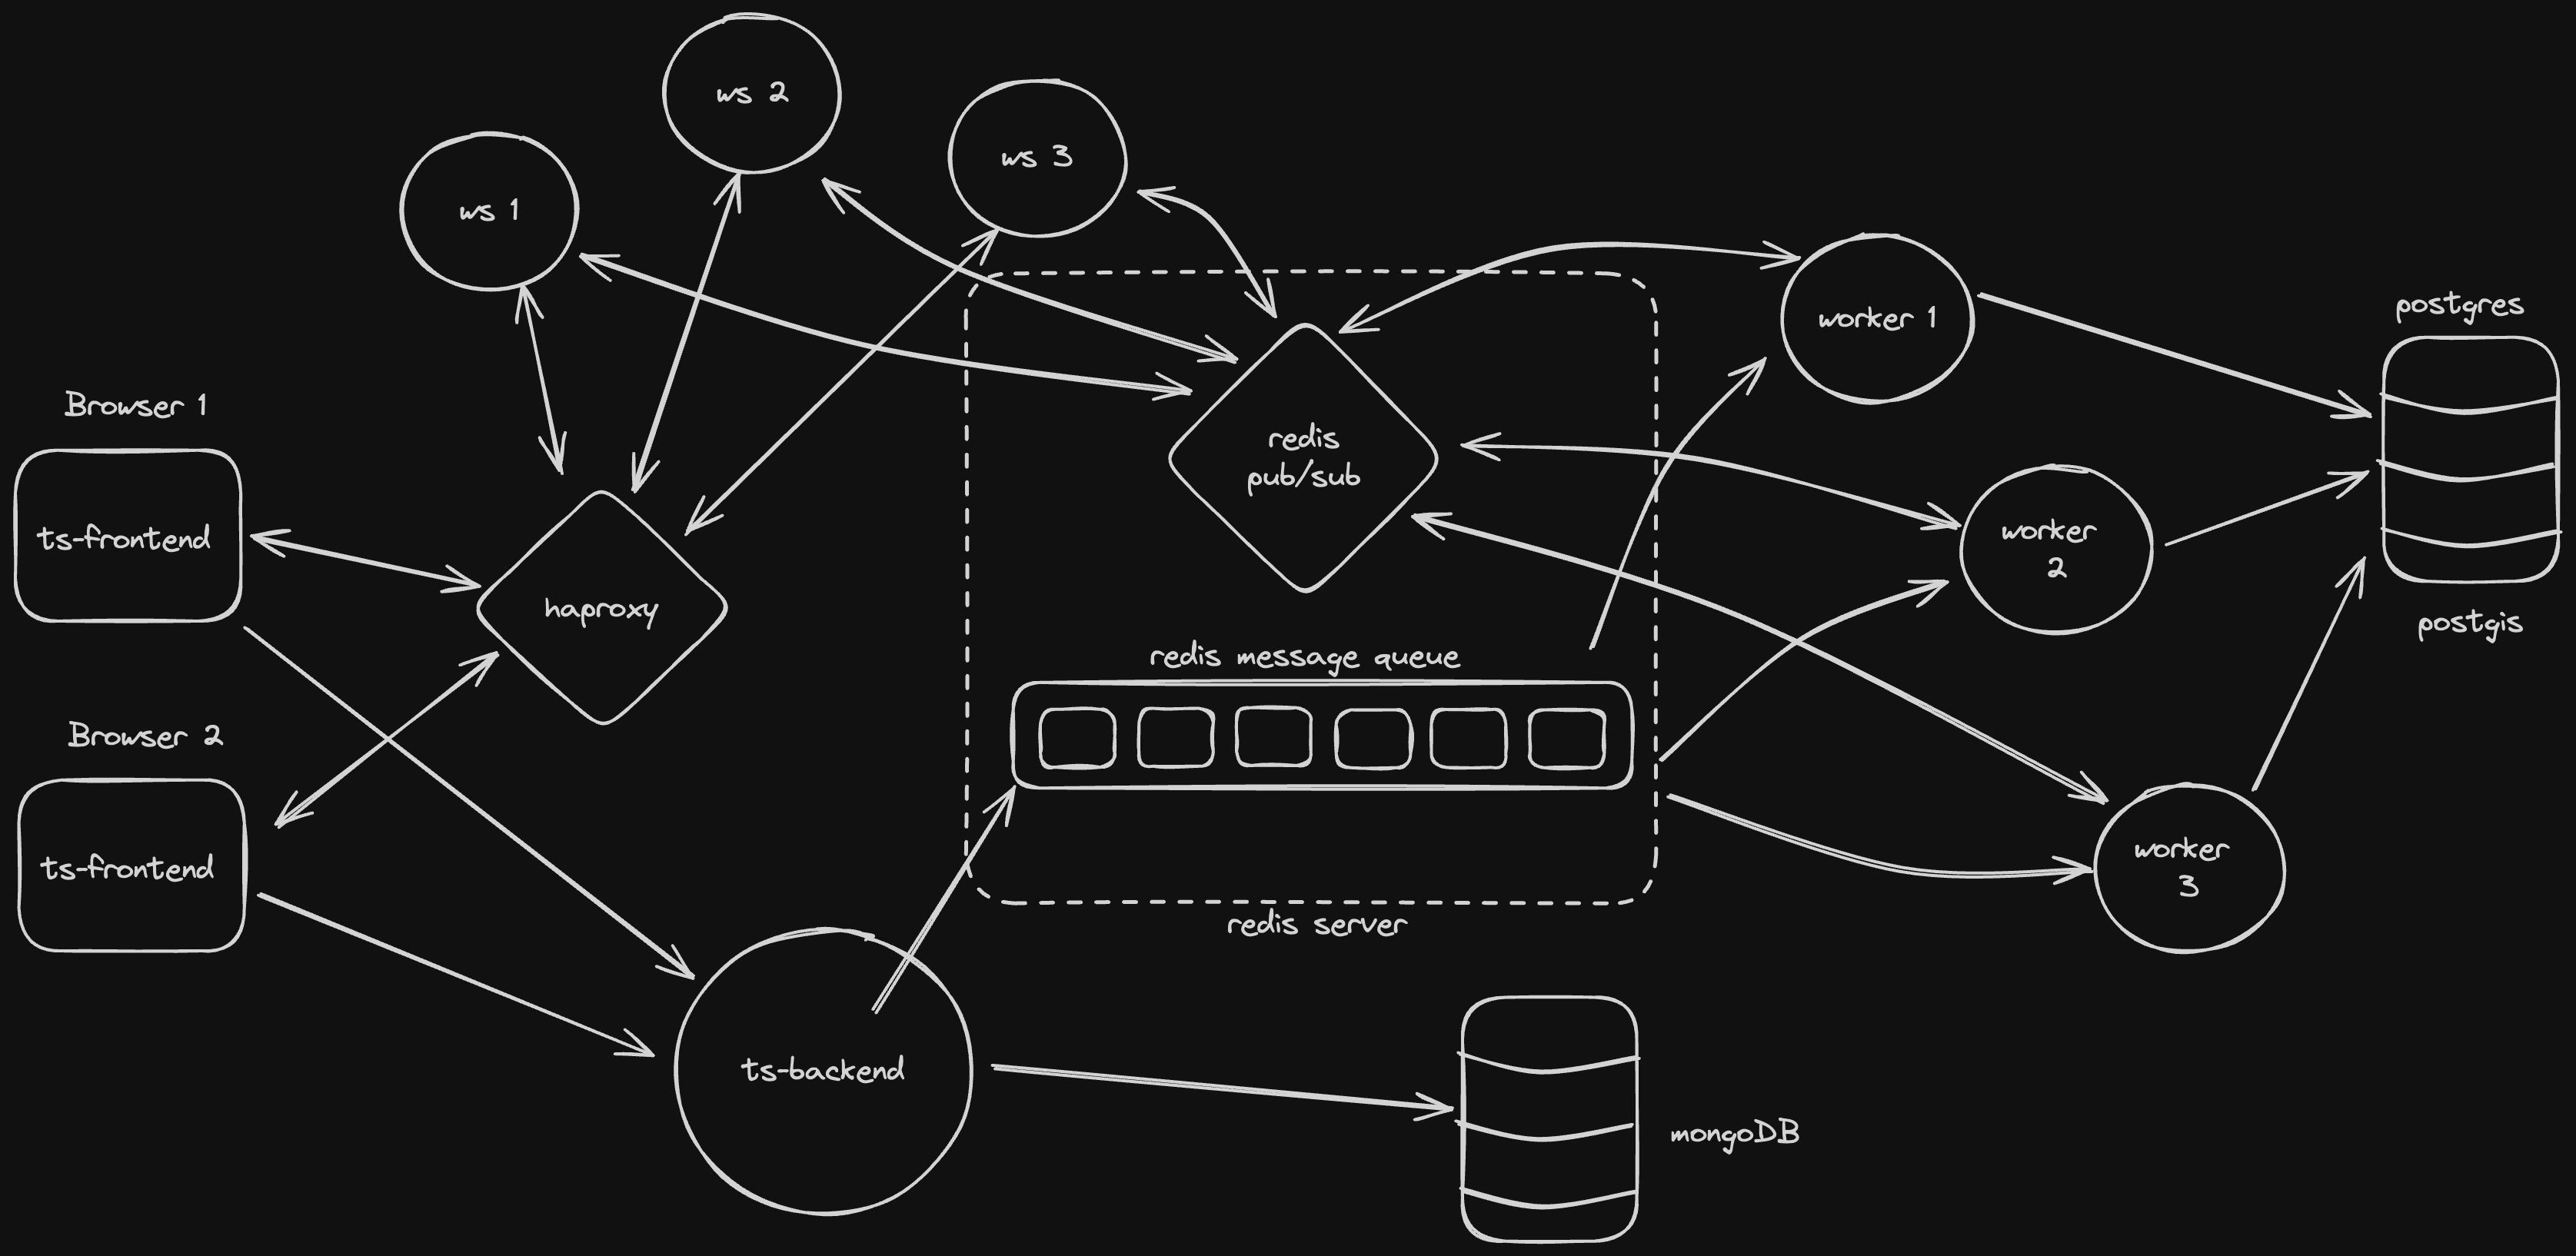 ws 2
ws 3
ws 1
worker 1
postgres
Browser 1
redis
pub/sub
ts-frontend
worker
2
haproxy
postgis
redis message queue
Browser 2
ts-frontend
worker
3
redis server
ts-backend
mongoDB